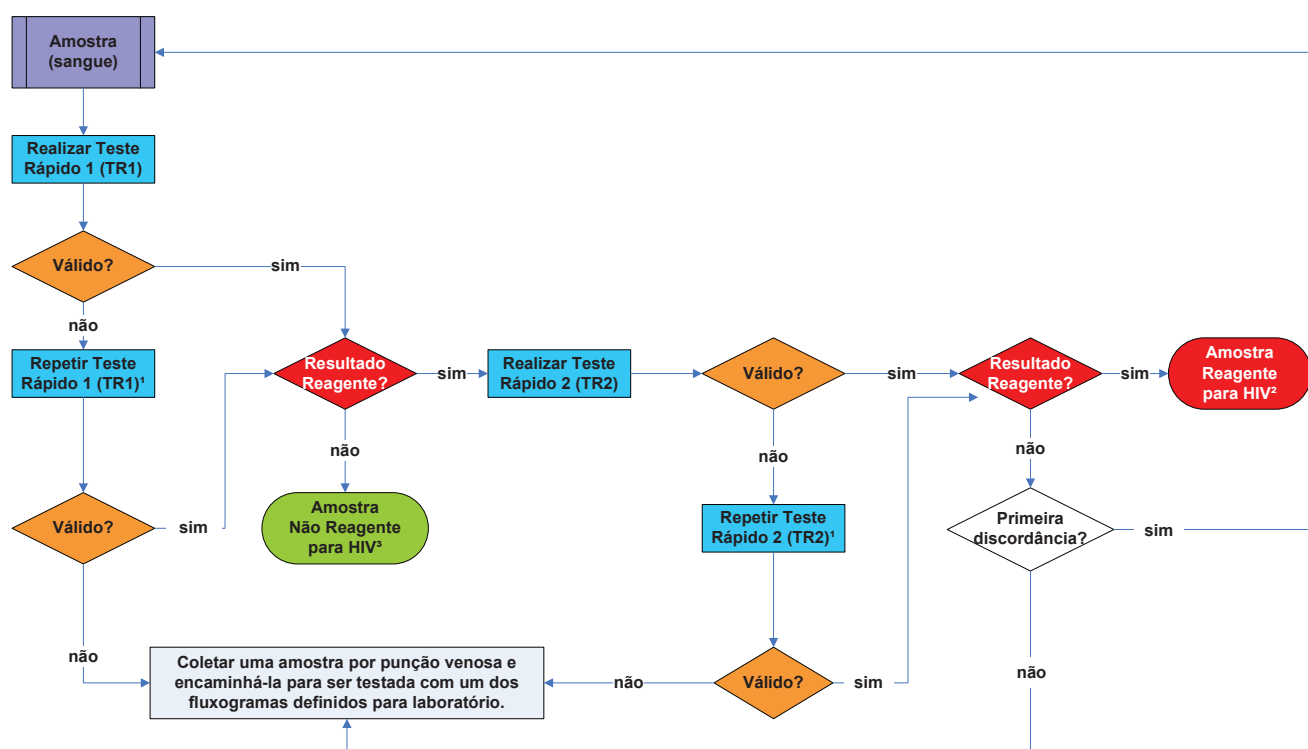 Amostra
(sangue)
Realizar Teste
Rápido 1 (TR1)
Válido?
sim
não
Repetir Teste
Rápido 1 (TR1)¹
Válido?
sim
não
Resultado
Reagente?
sim
não
Amostra
Não Reagente
para HIV³
Realizar Teste
Rápido 2 (TR2)
Válido?
sim
não
Repetir Teste
Rápido 2 (TR2)¹
Válido?
sim
não
Resultado
Reagente?
sim
não
Amostra
Reagente
para HIV²
Primeira
discordância?
sim
não
Coletar uma amostra por punção venosa e
encaminhá-la para ser testada com um dos
fluxogramas definidos para laboratório.